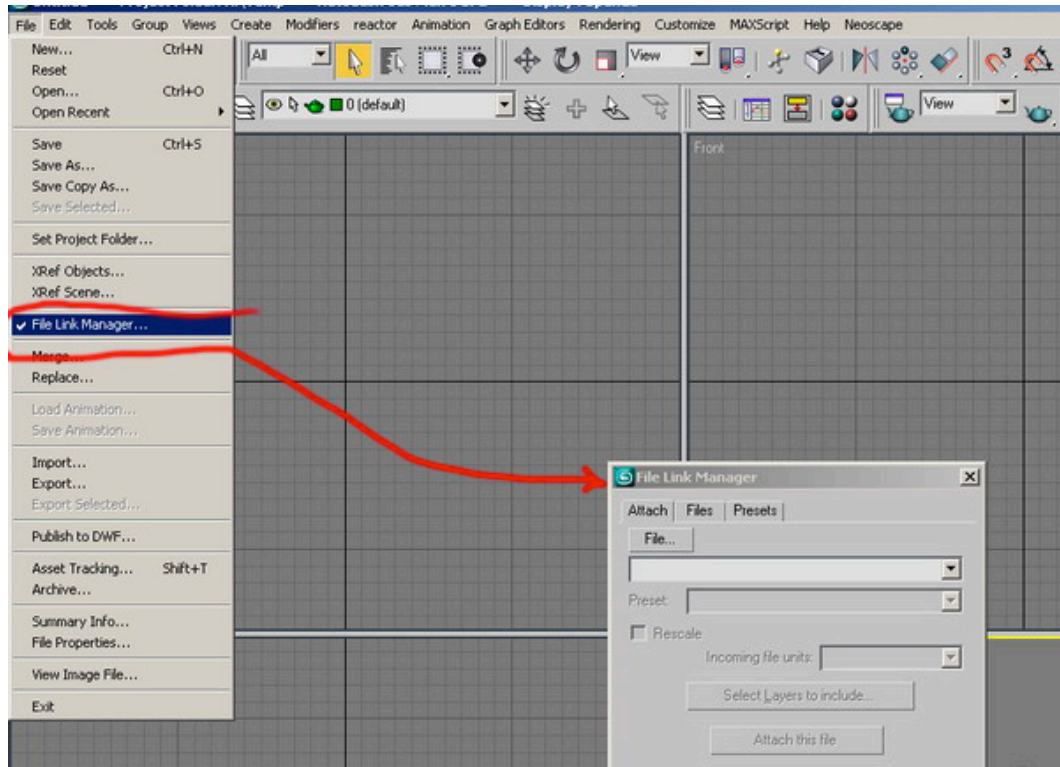 File Edit Tools Group Views Create Modifiers reactor Animation Graph Editors Rendering Customize MAXScript Help Neoscape
New... Ctrl+N
Reset
Open... Ctrl+O
Open Recent
Save Ctrl+S
Save As...
Save Copy As...
Save Selected...
Set Project Folder...
XRef Objects...
XRef Scene...
File Link Manager...
Merge...
Replace...
Load Animation...
Save Animation...
Import...
Export...
Export Selected...
Publish to DWF...
Asset Tracking... Shift+T
Archive...
Summary Info...
File Properties...
View Image File...
Exit
All
View
3
0 (default)
View
Front
File Link Manager
Attach Files Presets
File...
Preset:
Rescale
Incoming file units:
Select Layers to include...
Attach this file